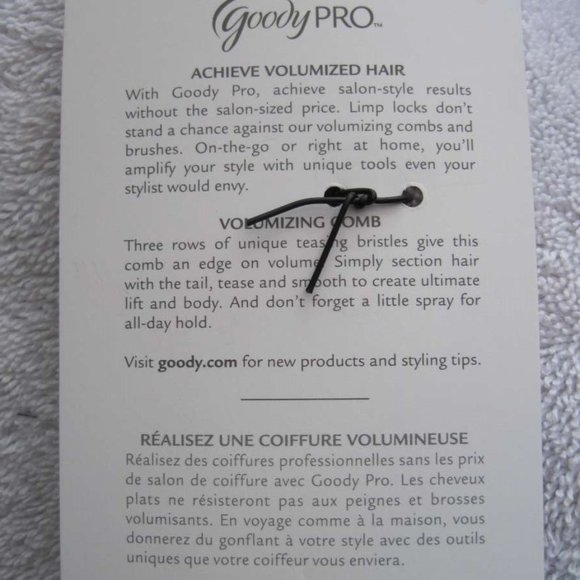 goody PRO™
ACHIEVE VOLUMIZED HAIR
With Goody Pro, achieve salon-style results
without the salon-sized price. Limp locks don't
stand a chance against our volumizing combs and
brushes. On-the-go or right at home, you'll
amplify your style with unique tools even your
stylist would envy.
VOLUMIZING COMB
Three rows of unique teasing bristles give this
comb an edge on volume. Simply section hair
with the tail, tease and smooth to create ultimate
lift and body. And don't forget a little spray for
all-day hold.
Visit goody.com for new products and styling tips.
RÉALISEZ UNE COIFFURE VOLUMINEUSE
Réalisez des coiffures professionnelles sans les prix
de salon de coiffure avec Goody Pro. Les cheveux
plats ne résisteront pas aux peignes et brosses
volumisants. En voyage comme à la maison, vous
donnerez du gonflant à votre style avec des outils
uniques que votre coiffeur vous enviera.